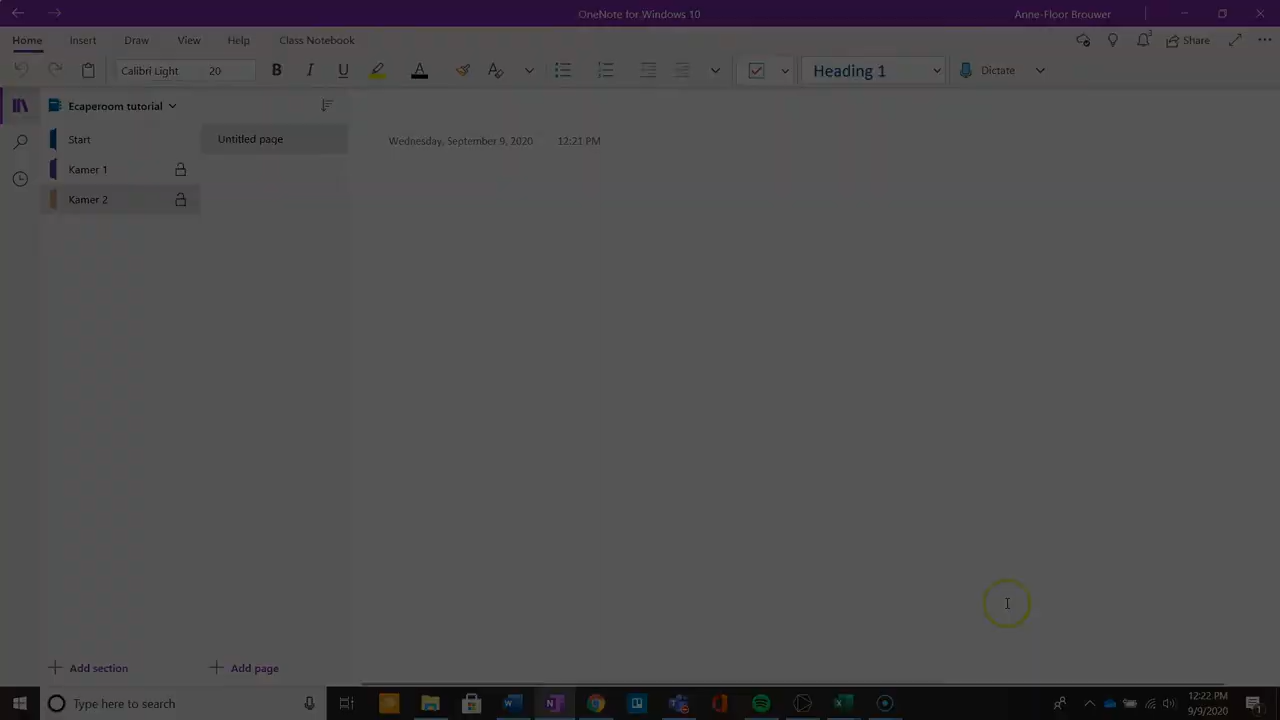 OneNote for Windows 10
Anne-Floor Brouwer
Home
Insert
Draw
View
Help
Class Notebook
Share
Calibri Light
20
B
I
U
A
Heading 1
Dictate
Ecaperoom tutorial
Start
Untitled page
Wednesday, September 9, 2020
12:21 PM
Kamer 1
Kamer 2
Add section
Add page
Type here to search
12:22 PM
9/9/2020